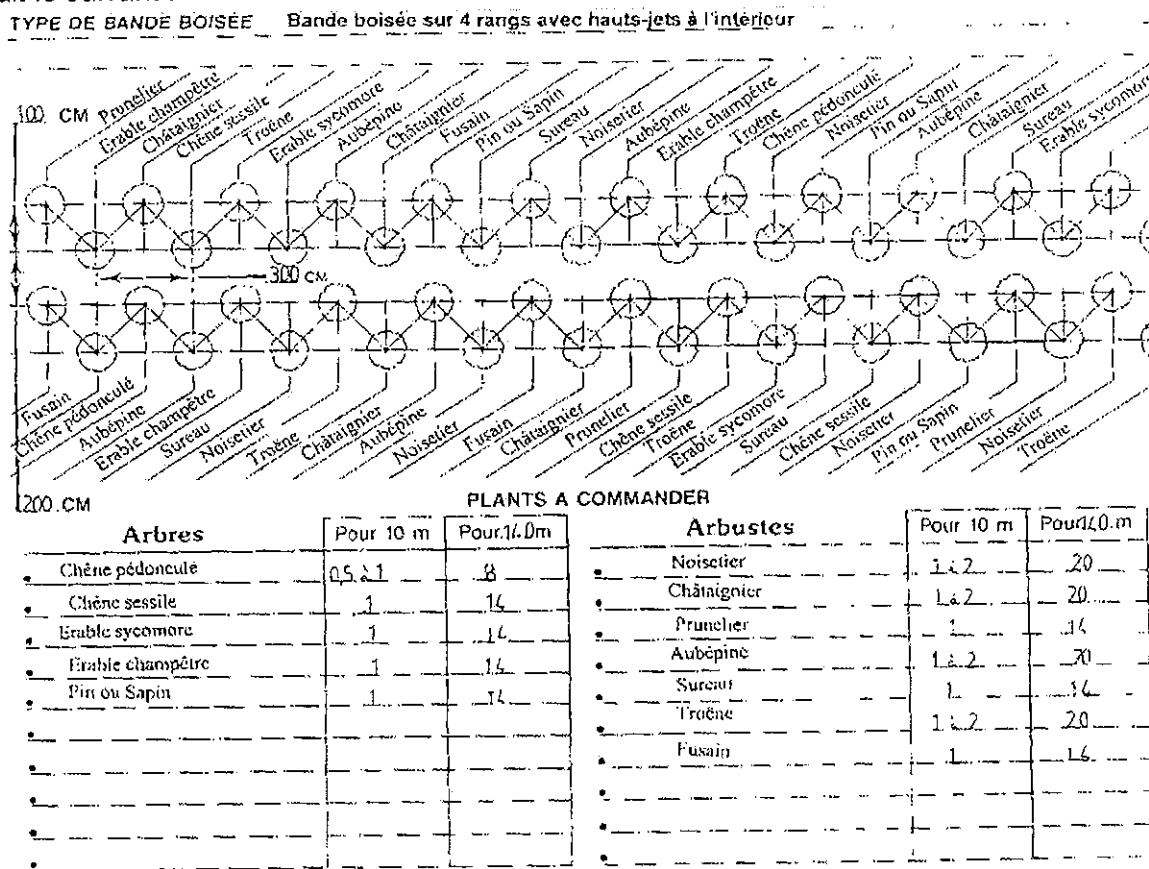 TYPE DE BANDE BOISÉE Bande boisée sur 4 rangs avec hauts-jets à l'intérieur
100 CM
Prunelier
Erable champêtre
Châtaignier
Chêne sessile
Troène
Erable sycomore
Aubépine
Châtaignier
Fusain
Pin ou Sapin
Sureau
Noisetier
Aubépine
Erable champêtre
Troène
Chêne pédonculé
Noisetier
Pin ou Sapin
Aubépine
Châtaignier
Sureau
Erable sycomore
300 CM
Fusain
Chêne pédonculé
Aubépine
Erable champêtre
Sureau
Noisetier
Troène
Châtaignier
Aubépine
Noisetier
Fusain
Châtaignier
Prunelier
Chêne sessile
Troène
Erable sycomore
Sureau
Chêne sessile
Noisetier
Pin ou Sapin
Prunelier
Noisetier
Troène
200.CM
PLANTS A COMMANDER
Arbres Pour 10 m Pour 140m
Chêne pédonculé 0,5 à 1 8
Chêne sessile 1 14
Erable sycomore 1 14
Erable champêtre 1 14
Pin ou Sapin 1 14
Arbustes Pour 10 m Pour 140.m
Noisetier 1 à 2 20
Châtaignier 1 à 2 20
Prunelier 1 14
Aubépine 1 à 2 20
Sureau 1 14
Troène 1 à 2 20
Fusain 1